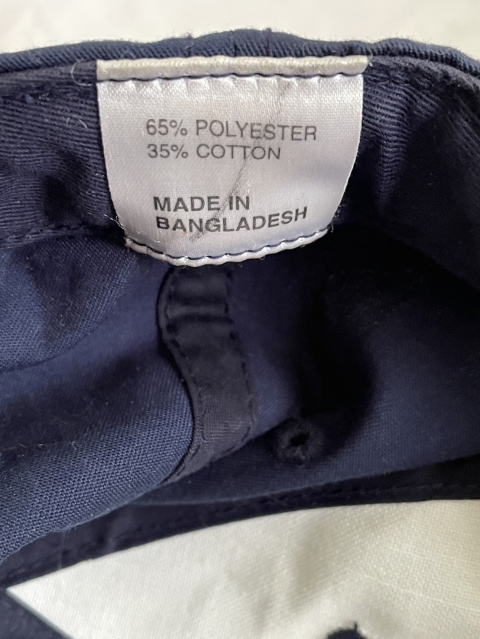 65% POLYESTER
35% COTTON
MADE IN
BANGLADESH